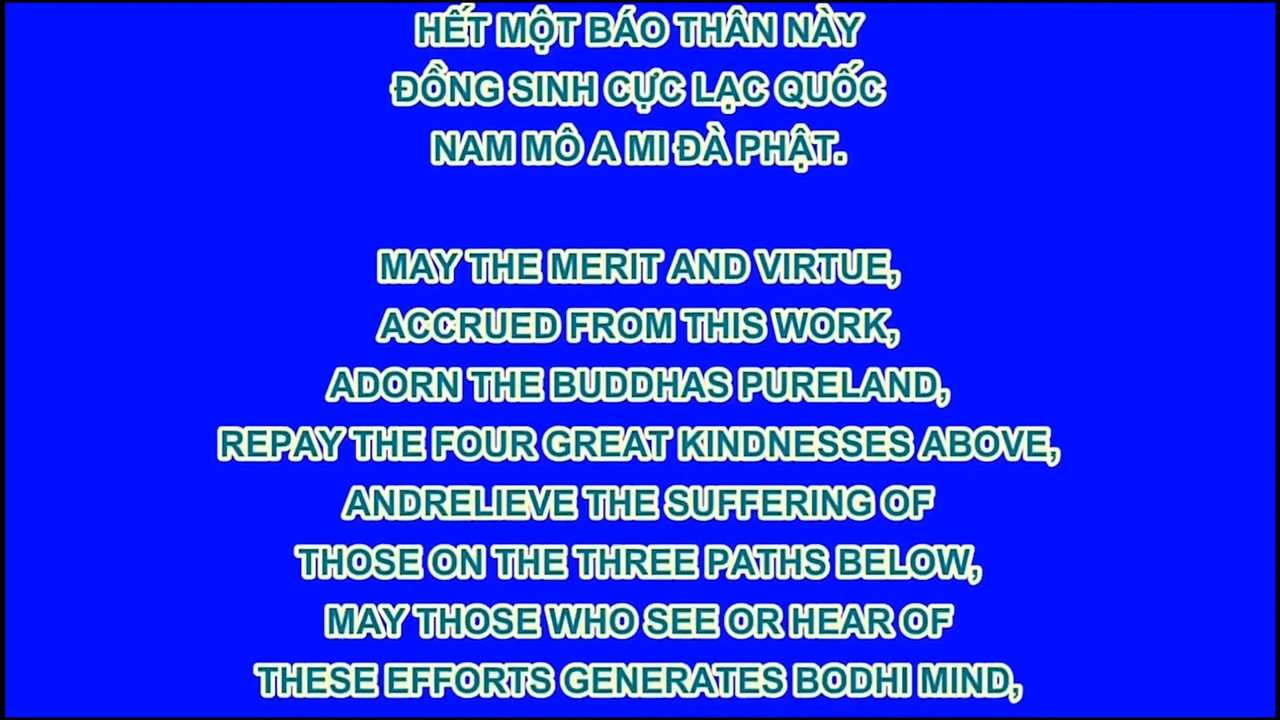 HẾT MỘT BÁO THÂN NÀY
ĐỒNG SINH CỰC LẠC QUỐC
NAM MÔ A MI ĐÀ PHẬT.
MAY THE MERIT AND VIRTUE,
ACCRUED FROM THIS WORK,
ADORN THE BUDDHAS PURELAND,
REPAY THE FOUR GREAT KINDNESSES ABOVE,
ANDRELIEVE THE SUFFERING OF
THOSE ON THE THREE PATHS BELOW,
MAY THOSE WHO SEE OR HEAR OF
THESE EFFORTS GENERATES BODHI MIND,